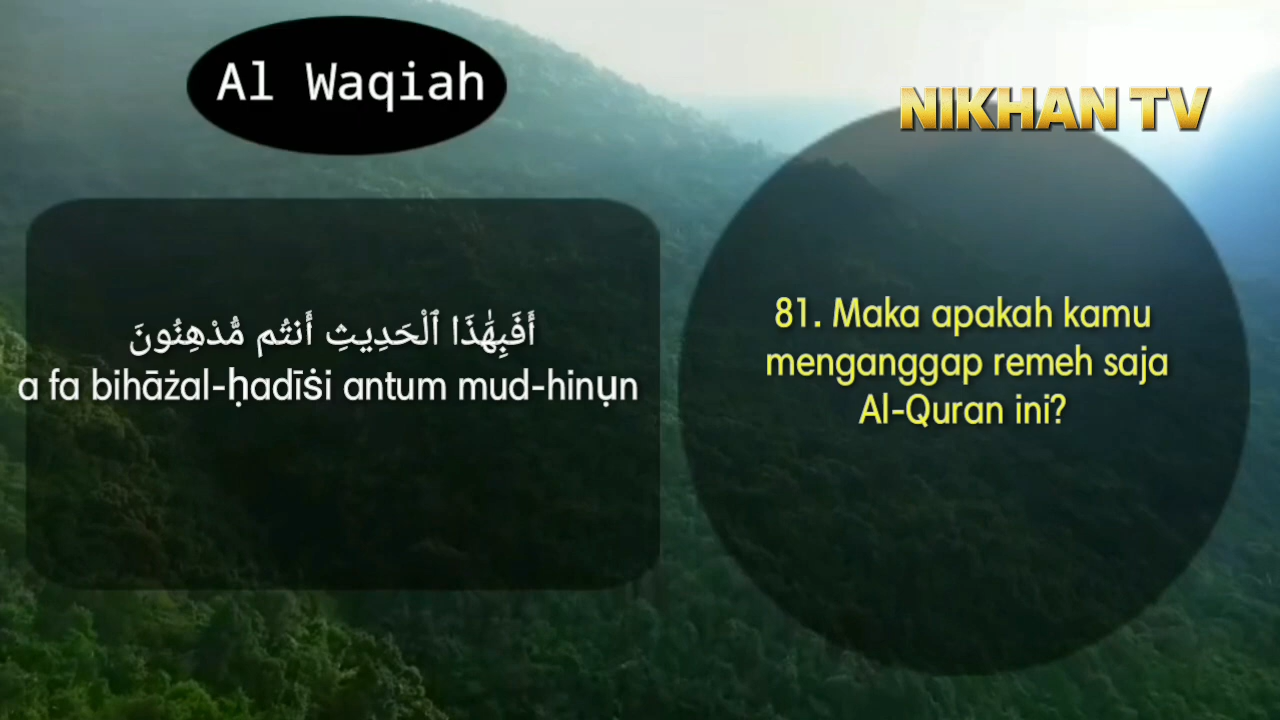 Al Waqiah
NIKHAN TV
أَفَبِهَٰذَا ٱلْحَدِيثِ أَنتُم مُّدْهِنُونَ
a fa bihāżal-ḥadīṡi antum mud-hinụn
81. Maka apakah kamu
menganggap remeh saja
Al-Quran ini?